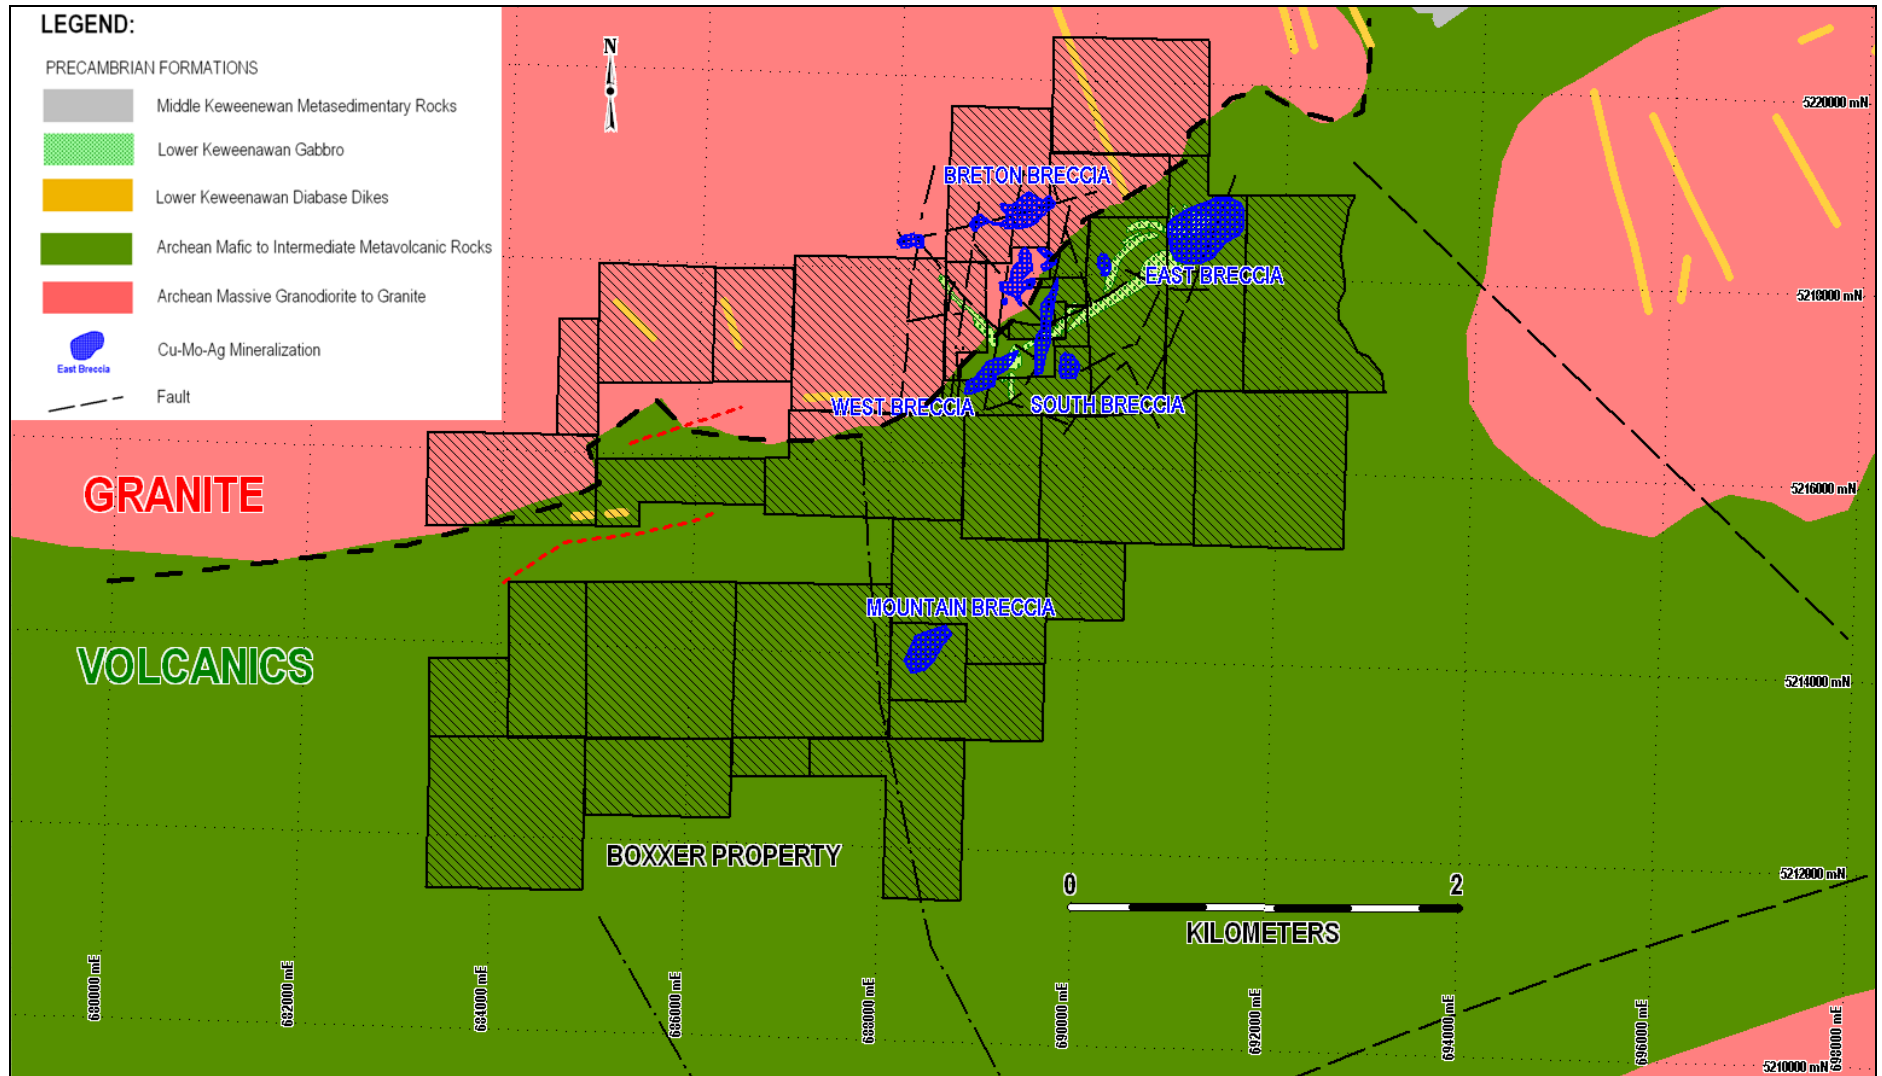 LEGEND:
PRECAMBRIAN FORMATIONS
Middle Keweenewan Metasedimentary Rocks
Lower Keweenawan Gabbro
Lower Keweenawan Diabase Dikes
Archean Mafic to Intermediate Metavolcanic Rocks
Archean Massive Granodiorite to Granite
Cu-Mo-Ag Mineralization
East Breccia
Fault
N
BRETON BRECCIA
EAST BRECCIA
WEST BRECCIA
SOUTH BRECCIA
GRANITE
MOUNTAIN BRECCIA
VOLCANICS
BOXXER PROPERTY
0 2
KILOMETERS
5220000 mN
5218000 mN
5216000 mN
5214000 mN
5212000 mN
5210000 mN
680000 mE
682000 mE
684000 mE
686000 mE
688000 mE
690000 mE
692000 mE
694000 mE
696000 mE
698000 mE